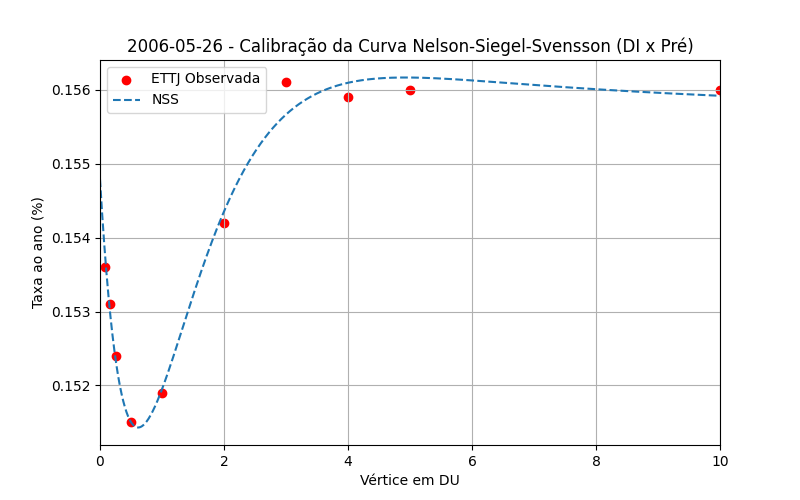 2006-05-26 - Calibração da Curva Nelson-Siegel-Svensson (DI x Pré)
ETTJ Observada
NSS
Taxa ao ano (%)
0.156
0.155
0.154
0.153
0.152
0 2 4 6 8 10
Vértice em DU